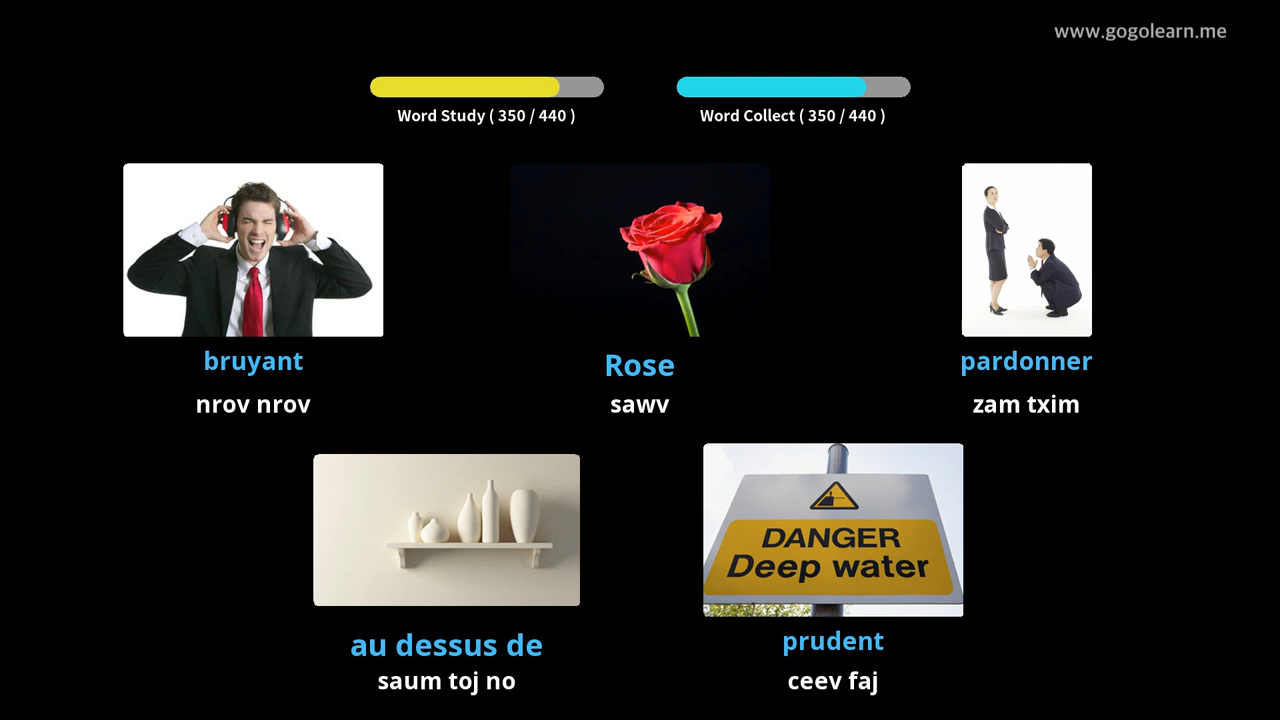 www.gogolearn.me
Word Study ( 350 / 440 )
Word Collect ( 350 / 440 )
bruyant
Rose
pardonner
nrov nrov
sawv
zam txim
DANGER
Deep water
au dessus de
prudent
saum toj no
ceev faj